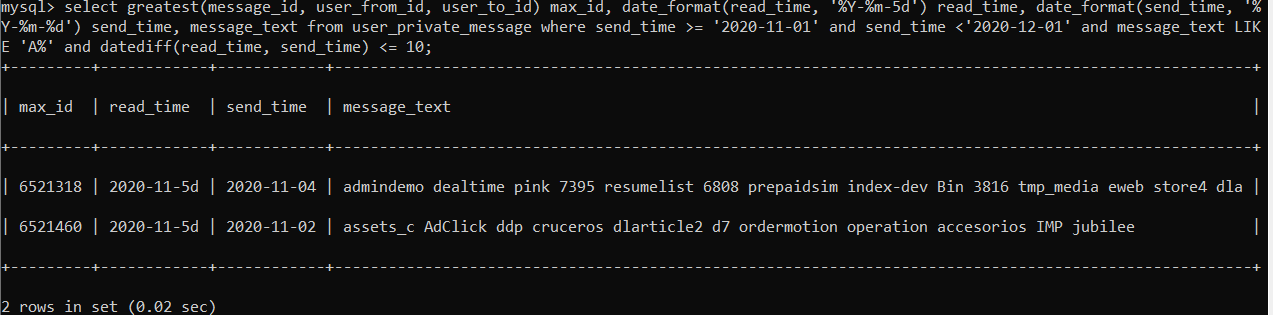 mysql> select greatest(message_id, user_from_id, user_to_id) max_id, date_format(read_time, '%Y-%m-5d') read_time, date_format(send_time, '%
Y-%m-%d') send_time, message_text from user_private_message where send_time >= '2020-11-01' and send_time <'2020-12-01' and message_text LIK
E 'A%' and datediff(read_time, send_time) <= 10;
+---------+------------+------------+----------------------------------------------------------------------------------------------------+
| max_id  | read_time  | send_time  | message_text                                                                                       |
+---------+------------+------------+----------------------------------------------------------------------------------------------------+
| 6521318 | 2020-11-5d | 2020-11-04 | admindemo dealtime pink 7395 resumelist 6808 prepaidsim index-dev Bin 3816 tmp_media eweb store4 dla |
| 6521460 | 2020-11-5d | 2020-11-02 | assets_c AdClick ddp cruceros dlarticle2 d7 ordermotion operation accesorios IMP jubilee             |
+---------+------------+------------+----------------------------------------------------------------------------------------------------+
2 rows in set (0.02 sec)